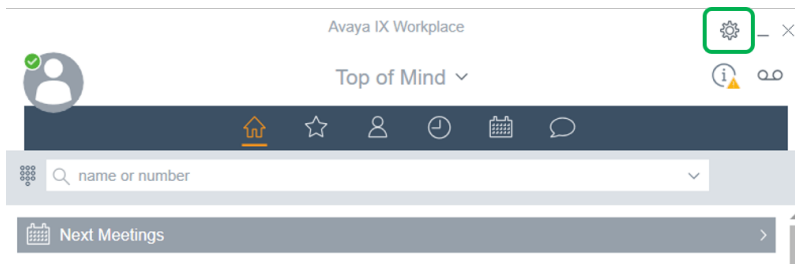 Avaya IX Workplace
Top of Mind
name or number
Next Meetings